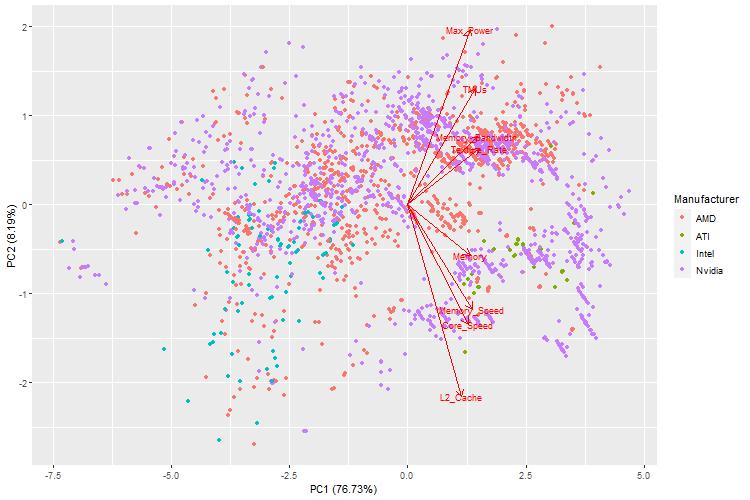 Max_Power
TMUs
Memory_Bandwidth
Texture_Rate
Memory
Memory_Speed
Core_Speed
L2_Cache
2
1
0
-1
-2
PC2 (8.19%)
-7.5
-5.0
-2.5
0.0
2.5
5.0
PC1 (76.73%)
Manufacturer
AMD
ATI
Intel
Nvidia